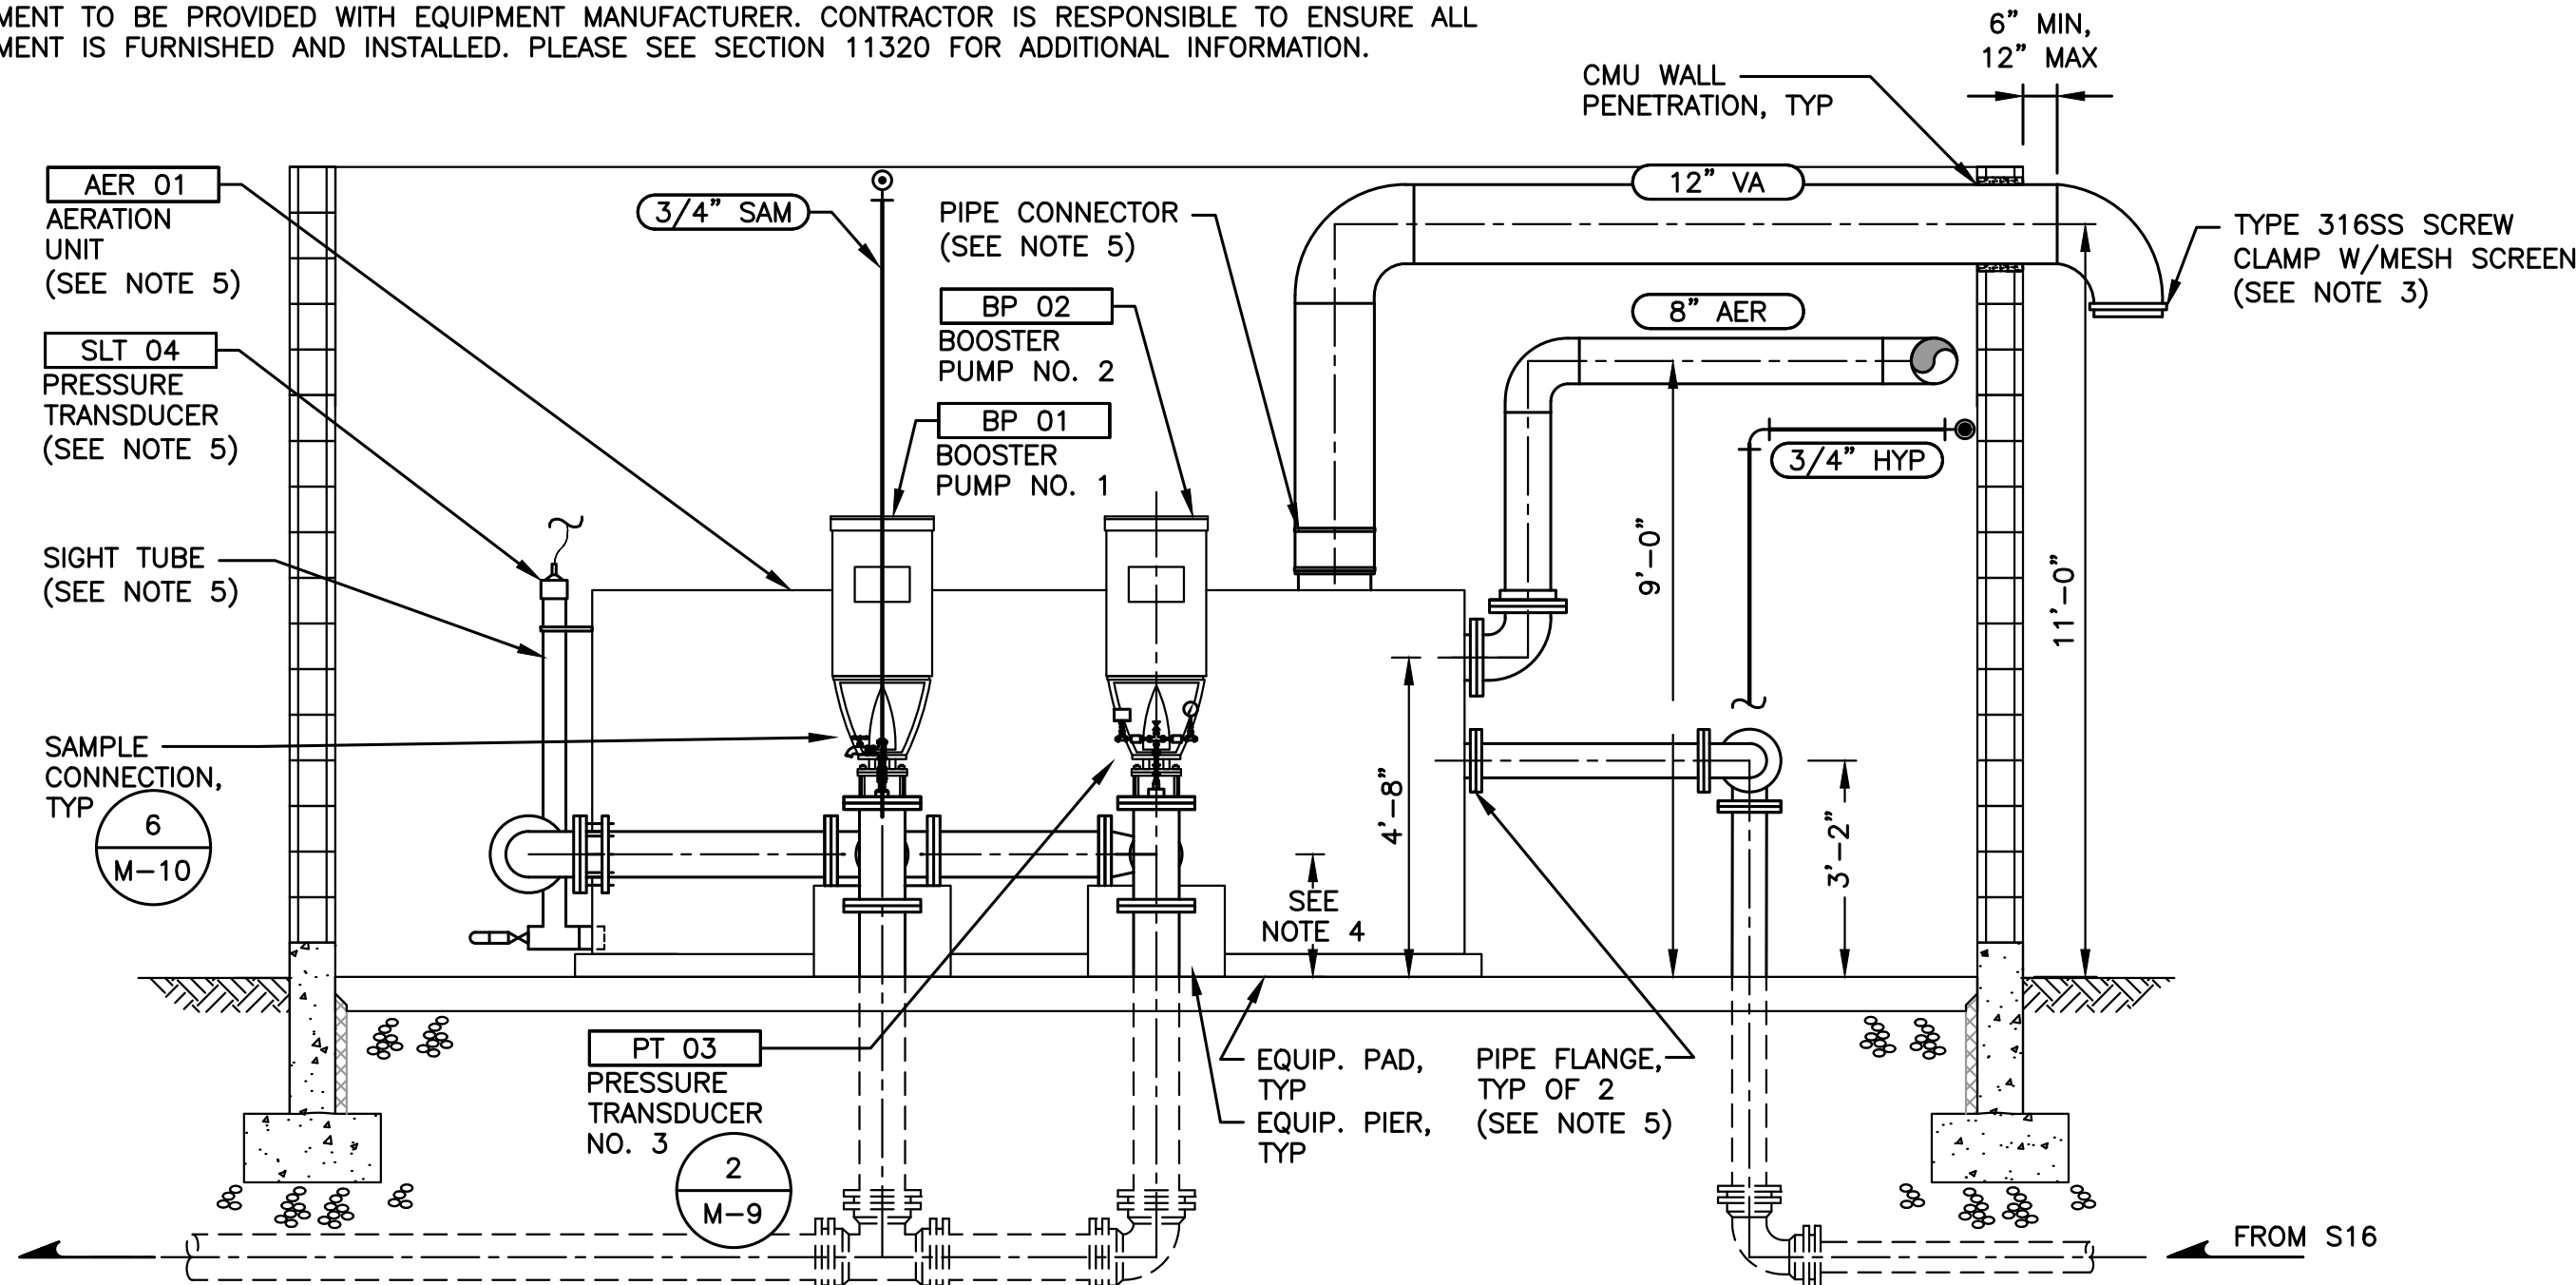 MENT TO BE PROVIDED WITH EQUIPMENT MANUFACTURER. CONTRACTOR IS RESPONSIBLE TO ENSURE ALL
MENT IS FURNISHED AND INSTALLED. PLEASE SEE SECTION 11320 FOR ADDITIONAL INFORMATION.
6" MIN,
12" MAX
CMU WALL
PENETRATION, TYP
AER 01
AERATION
UNIT
(SEE NOTE 5)
3/4" SAM
PIPE CONNECTOR
(SEE NOTE 5)
12" VA
TYPE 316SS SCREW
CLAMP W/MESH SCREEN
(SEE NOTE 3)
BP 02
BOOSTER
PUMP NO. 2
8" AER
SLT 04
PRESSURE
TRANSDUCER
(SEE NOTE 5)
BP 01
BOOSTER
PUMP NO. 1
3/4" HYP
SIGHT TUBE
(SEE NOTE 5)
9'-0"
11'-0"
SAMPLE
CONNECTION,
TYP
6
M-10
4'-8"
3'-2"
SEE
NOTE 4
PT 03
PRESSURE
TRANSDUCER
NO. 3
2
M-9
EQUIP. PAD,
TYP
EQUIP. PIER,
TYP
PIPE FLANGE,
TYP OF 2
(SEE NOTE 5)
FROM S16